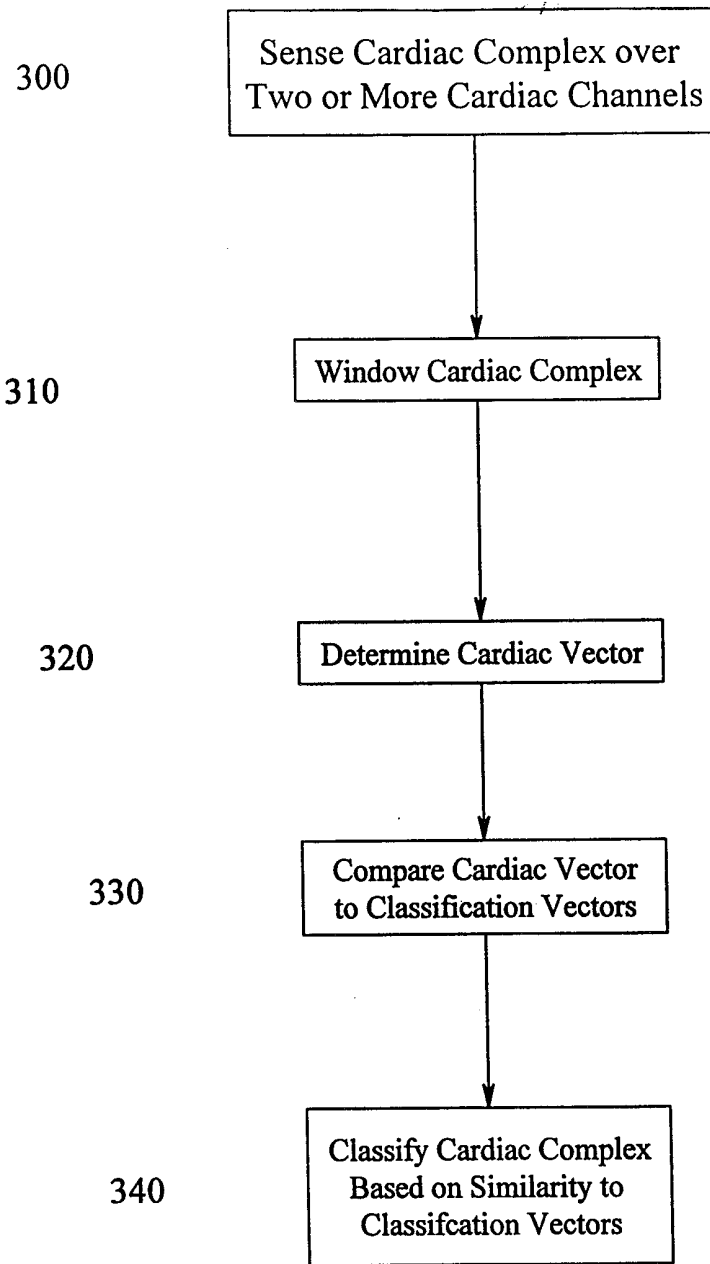 300
Sense Cardiac Complex over
Two or More Cardiac Channels
310
Window Cardiac Complex
320
Determine Cardiac Vector
330
Compare Cardiac Vector
to Classification Vectors
340
Classify Cardiac Complex
Based on Similarity to
Classifcation Vectors